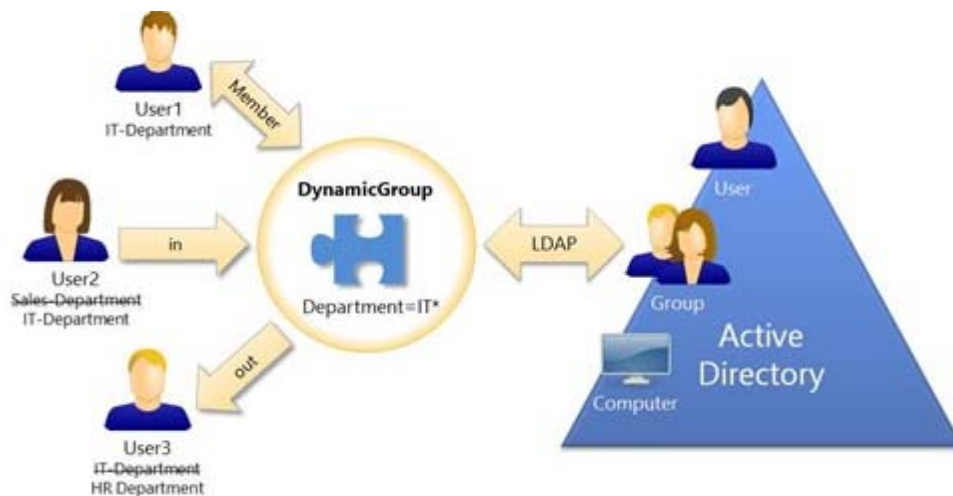 User1
IT-Department
Member
User2
Sales-Department
IT-Department
in
DynamicGroup
Department=IT*
out
User3
IT-Department
HR Department
LDAP
User
Group
Computer
Active
Directory